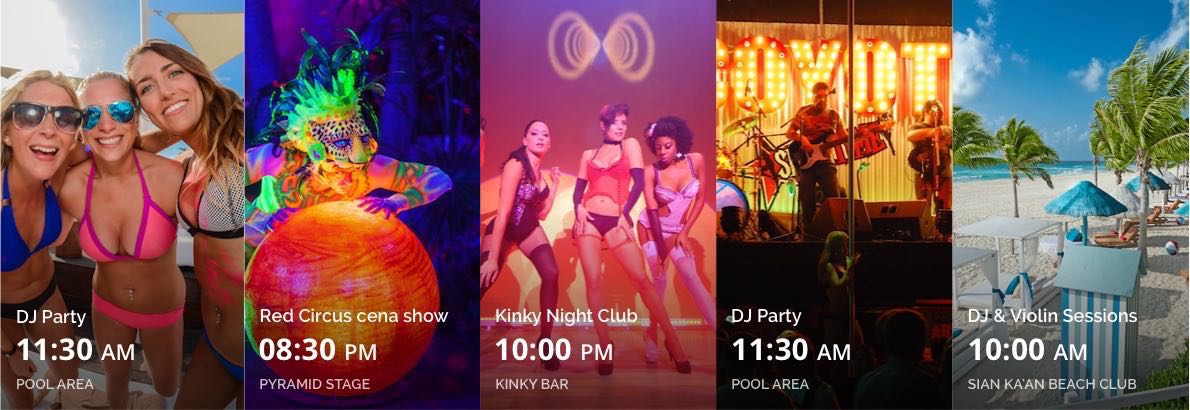 DJ Party
11:30 AM
POOL AREA
Red Circus cena show
08:30 PM
PYRAMID STAGE
Kinky Night Club
10:00 PM
KINKY BAR
OYOT
DJ Party
11:30 AM
POOL AREA
DJ & Violin Sessions
10:00 AM
SIAN KA'AN BEACH CLUB